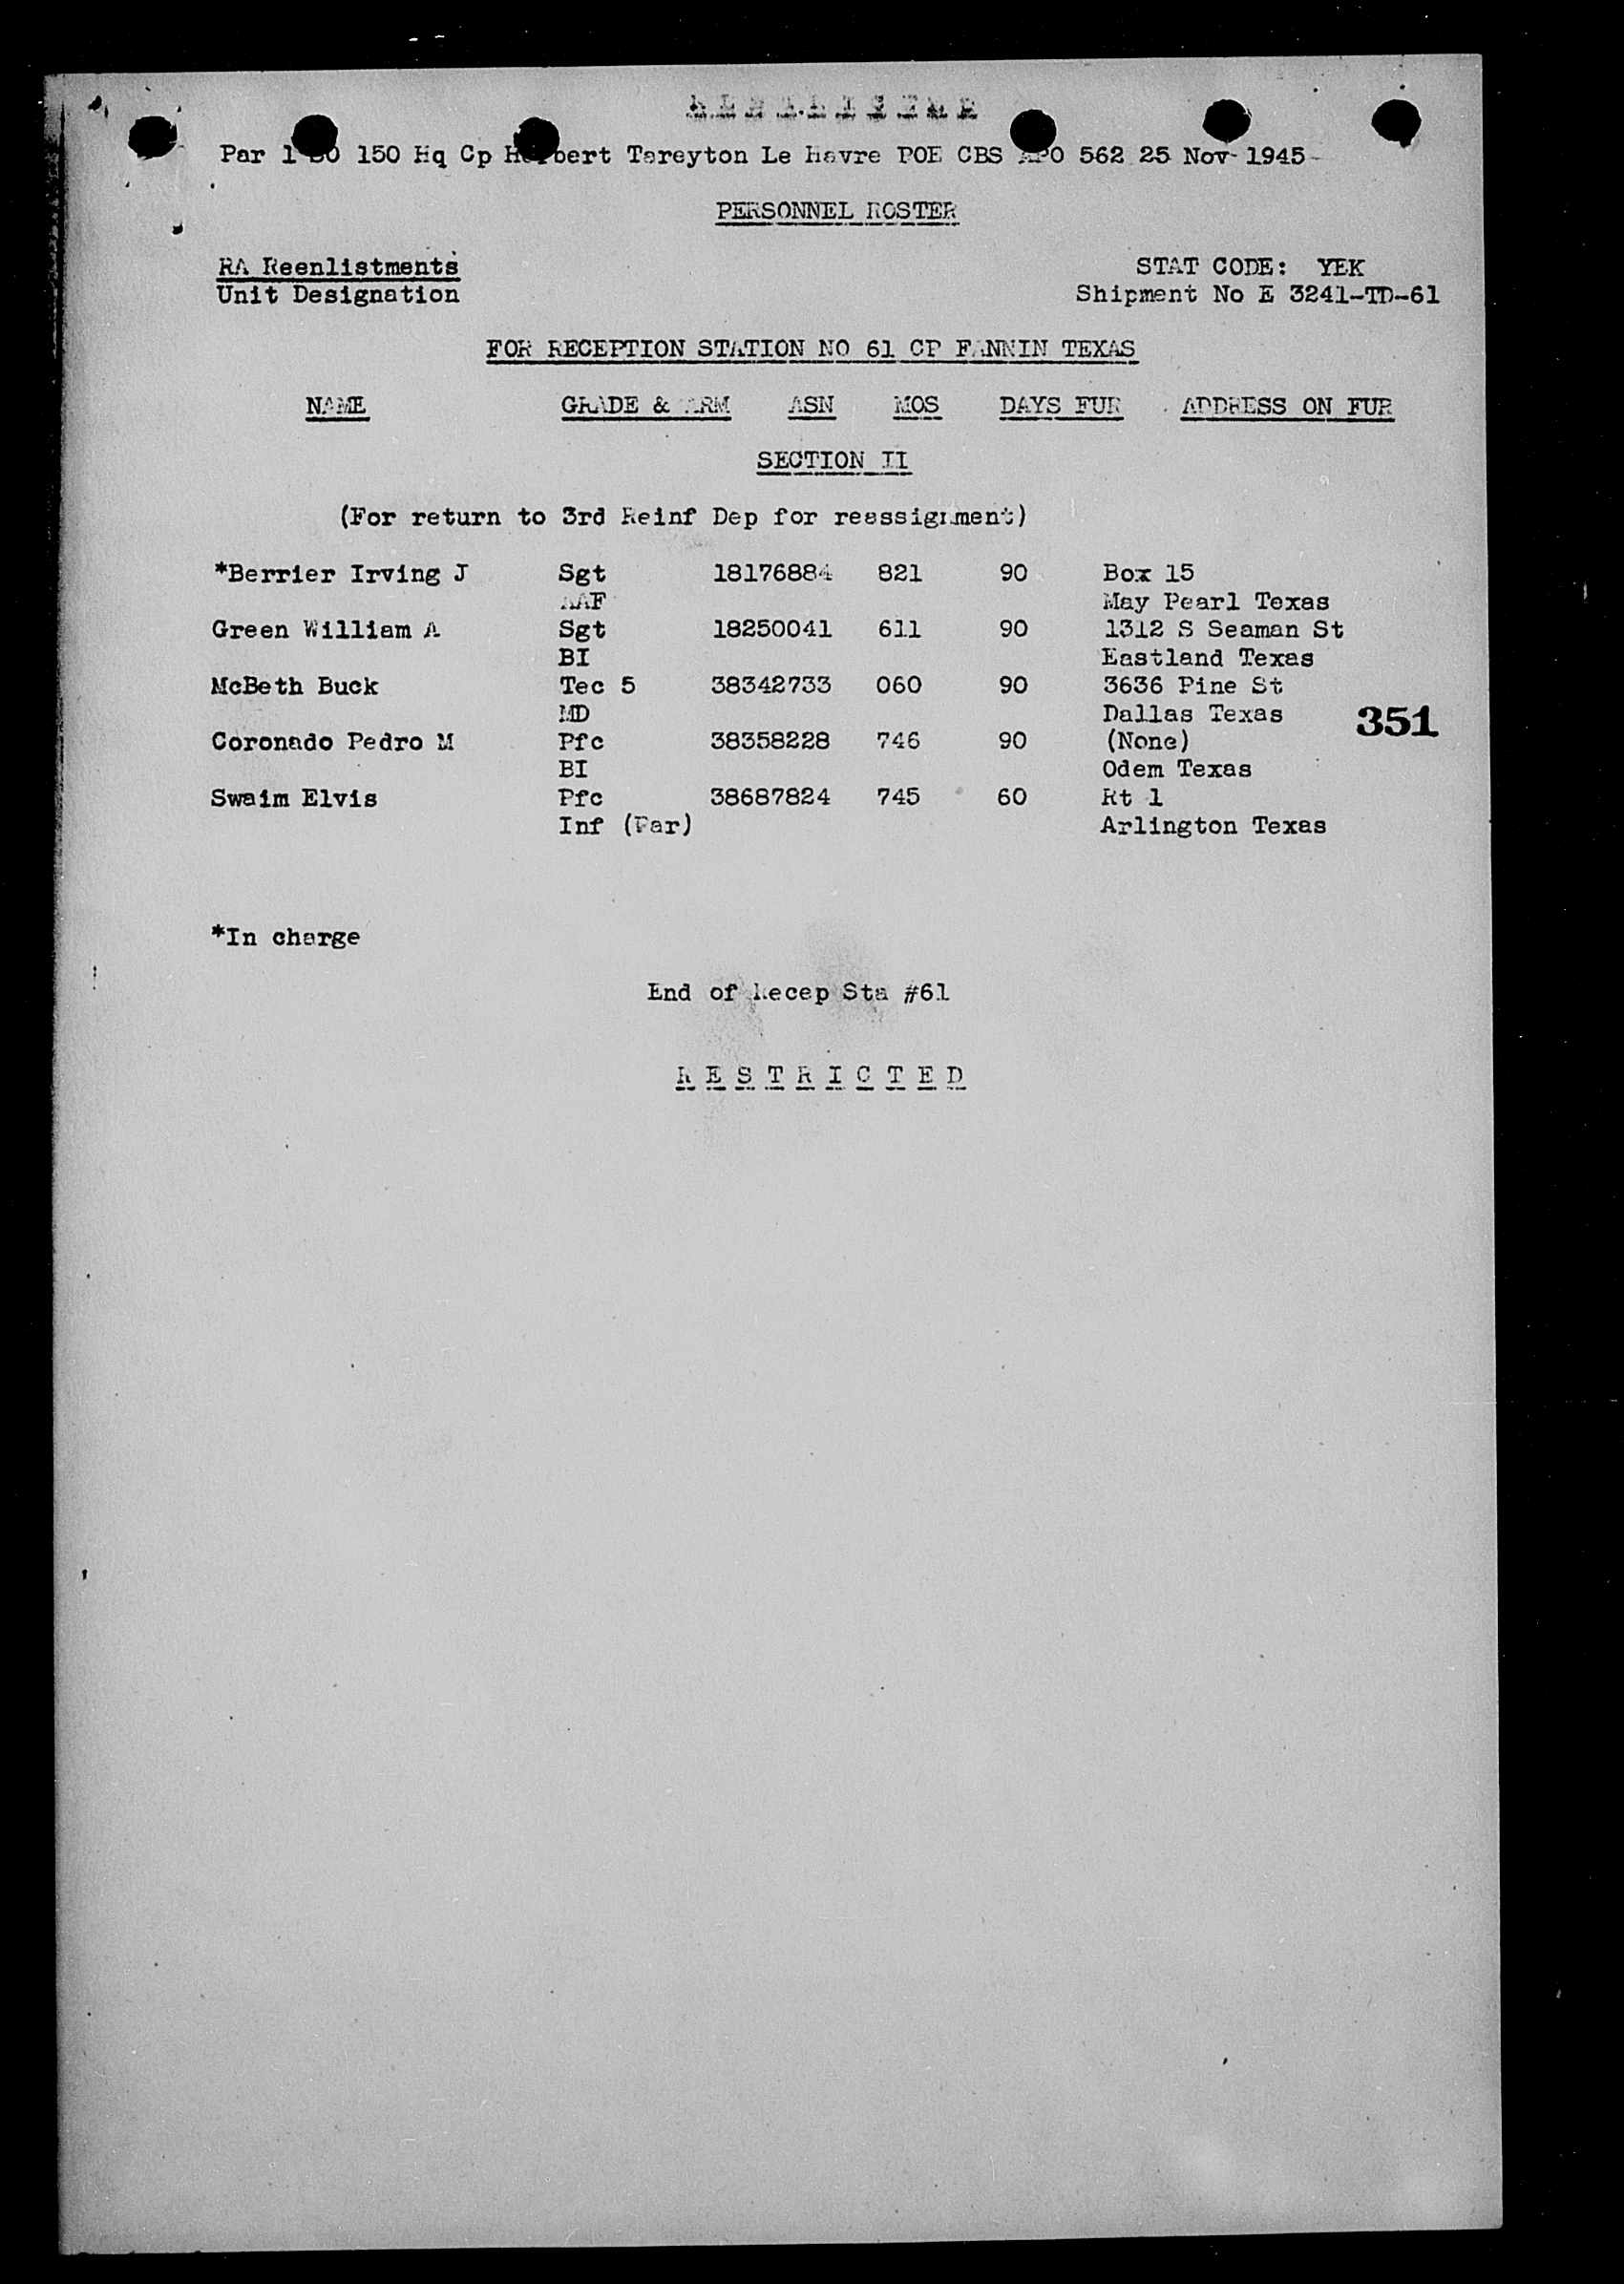 RESTRICTED
Par 1 SO 150 Hq Cp Herbert Tareyton Le Havre POE CBS APO 562 25 Nov 1945
PERSONNEL ROSTER
RA Reenlistments STAT CODE: YEK
Unit Designation Shipment No E 3241-TD-61
FOR RECEPTION STATION NO 61 CP FANNIN TEXAS
NAME GRADE & ARM ASN MOS DAYS FUR ADDRESS ON FUR
SECTION II
(For return to 3rd Reinf Dep for reassignment)
*Berrier Irving J Sgt 18176884 821 90 Box 15
AAF May Pearl Texas
Green William A Sgt 18250041 611 90 1312 S Seaman St
BI Eastland Texas
McBeth Buck Tec 5 38342733 060 90 3636 Pine St
MD Dallas Texas
351
Coronado Pedro M Pfc 38358228 746 90 (None)
BI Odem Texas
Swaim Elvis Pfc 38687824 745 60 Rt 1
Inf (Par) Arlington Texas
*In charge
End of Recep Sta #61
R E S T R I C T E D